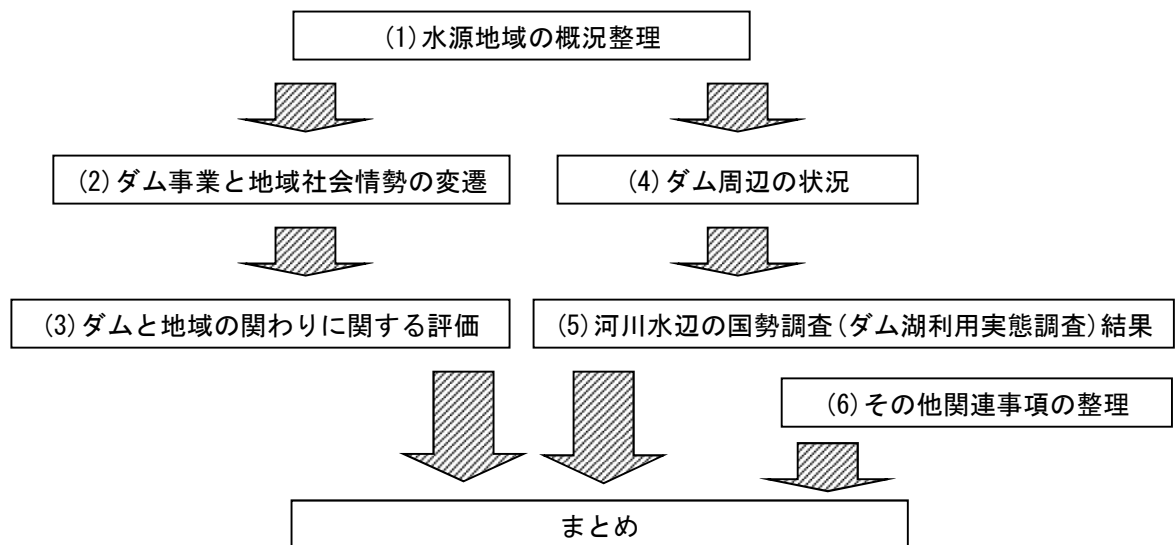 (1)水源地域の概況整理
(2)ダム事業と地域社会情勢の変遷
(4)ダム周辺の状況
(3)ダムと地域の関わりに関する評価
(5)河川水辺の国勢調査(ダム湖利用実態調査)結果
(6)その他関連事項の整理
まとめ